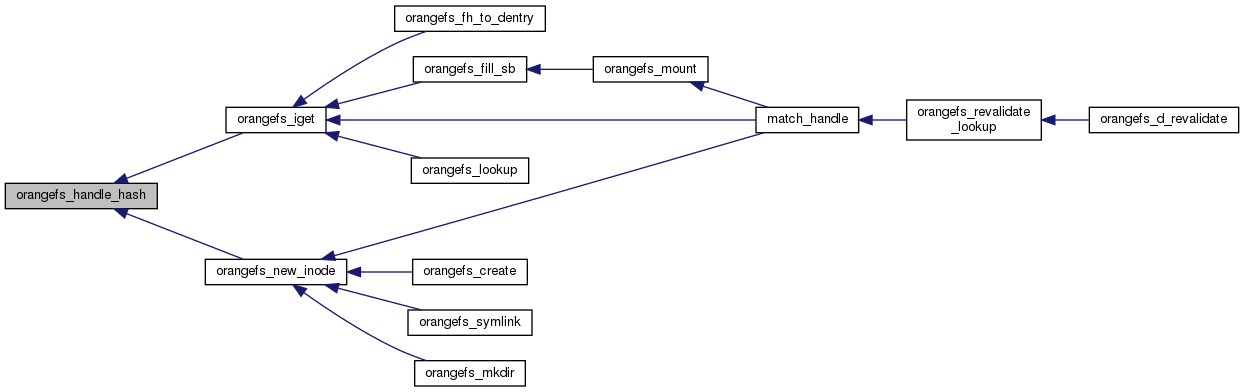 orangefs_fh_to_dentry
orangefs_fill_sb
orangefs_mount
orangefs_iget
match_handle
orangefs_revalidate
_lookup
orangefs_d_revalidate
orangefs_lookup
orangefs_handle_hash
orangefs_new_inode
orangefs_create
orangefs_symlink
orangefs_mkdir